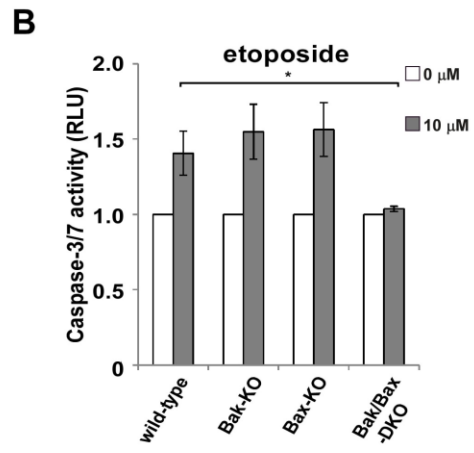 B
etoposide
*
0 μM
10 μM
Caspase-3/7 activity (RLU)
2.0
1.5
1.0
0.5
0
wild-type
Bak-KO
Bax-KO
Bak/Bax
-DKO